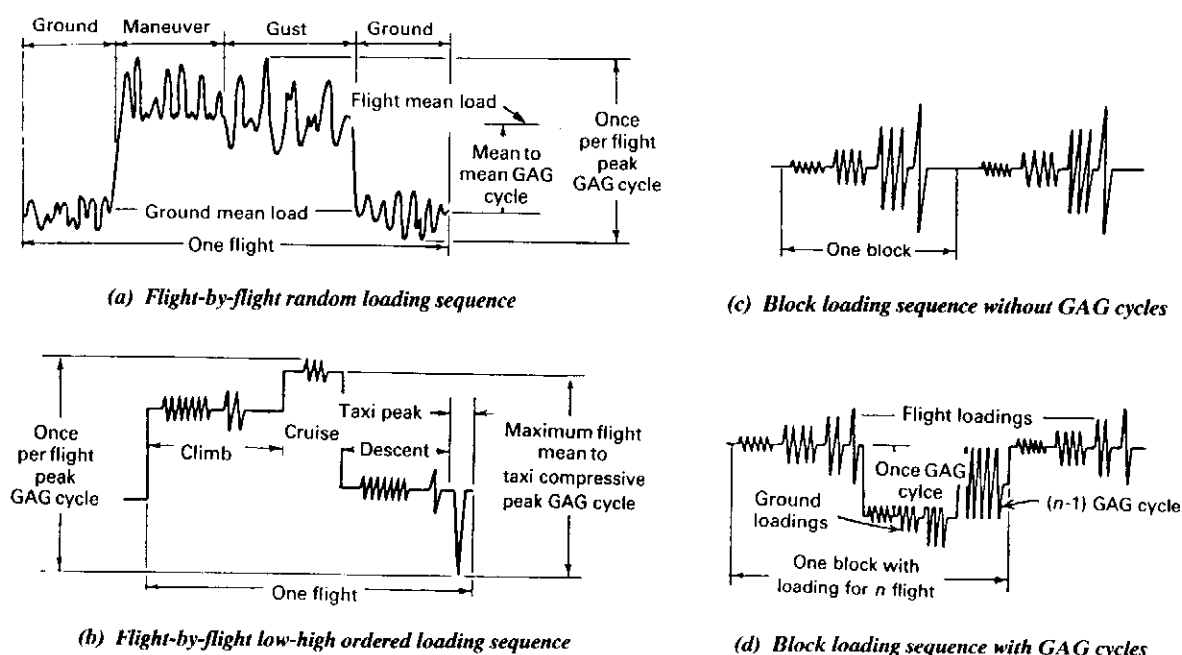 Ground
Maneuver
Gust
Ground
Flight mean load
Mean to
mean GAG
cycle
Once
per flight
peak
GAG cycle
Ground mean load
One flight
(a) Flight-by-flight random loading sequence
One block
(c) Block loading sequence without GAG cycles
Once
per flight
peak
GAG cycle
Climb
Cruise
Taxi peak
Descent
Maximum flight
mean to
taxi compressive
peak GAG cycle
One flight
(b) Flight-by-flight low-high ordered loading sequence
Flight loadings
Once GAG
cylce
Ground
loadings
(n-1) GAG cycle
One block with
loading for n flight
(d) Block loading sequence with GAG cycles